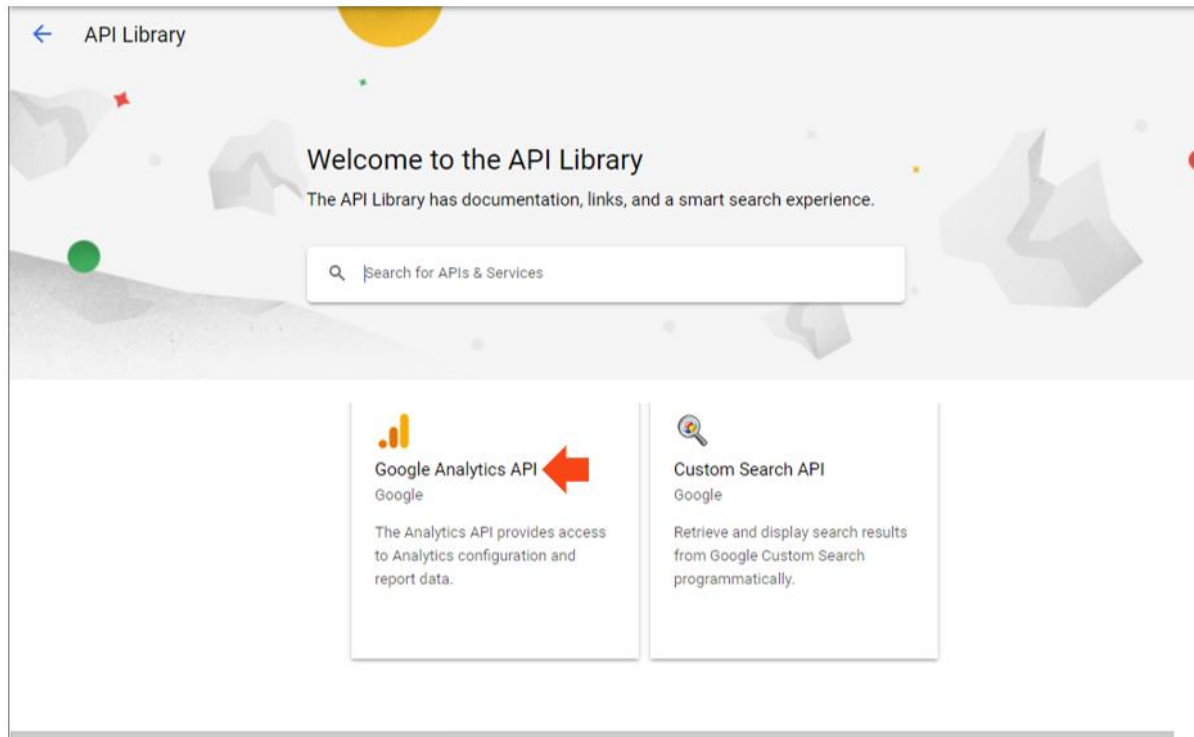 API Library
Welcome to the API Library
The API Library has documentation, links, and a smart search experience.
Search for APIs & Services
Google Analytics API
Google
The Analytics API provides access
to Analytics configuration and
report data.
Custom Search API
Google
Retrieve and display search results
from Google Custom Search
programmatically.